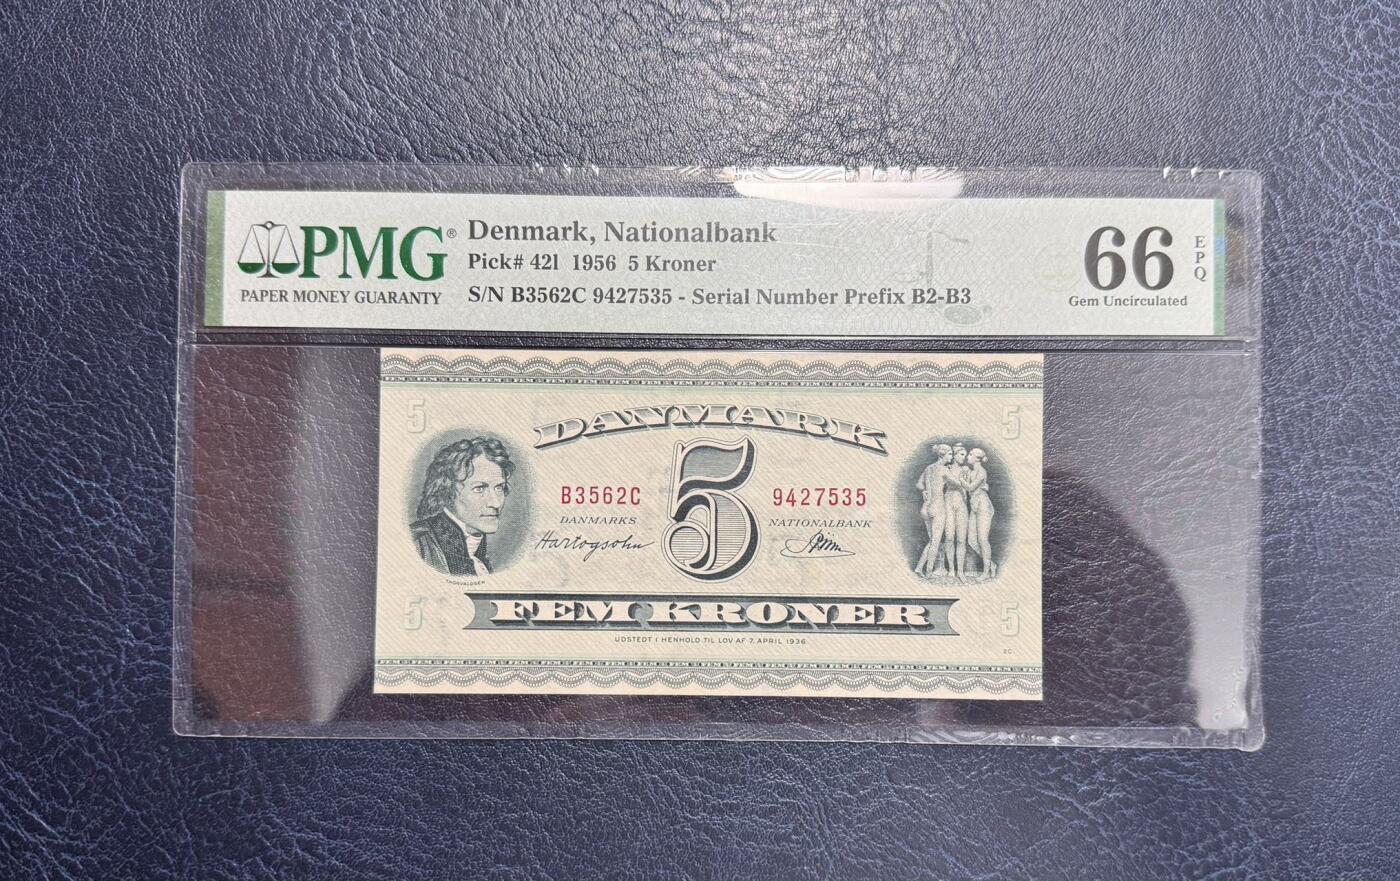 PMG®
PAPER MONEY GUARANTY
Denmark, Nationalbank
Pick# 42l 1956 5 Kroner
S/N B3562C 9427535 - Serial Number Prefix B2-B3
66
EPQ
Gem Uncirculated
5
DANMARK
5
5
B3562C
9427535
DANMARKS
NATIONALBANK
Hartogsohn
THORVALDSEN
5
FEM KRONER
5
UDSTEDT I HENHOLD TIL LOV AF 7. APRIL 1936
2C